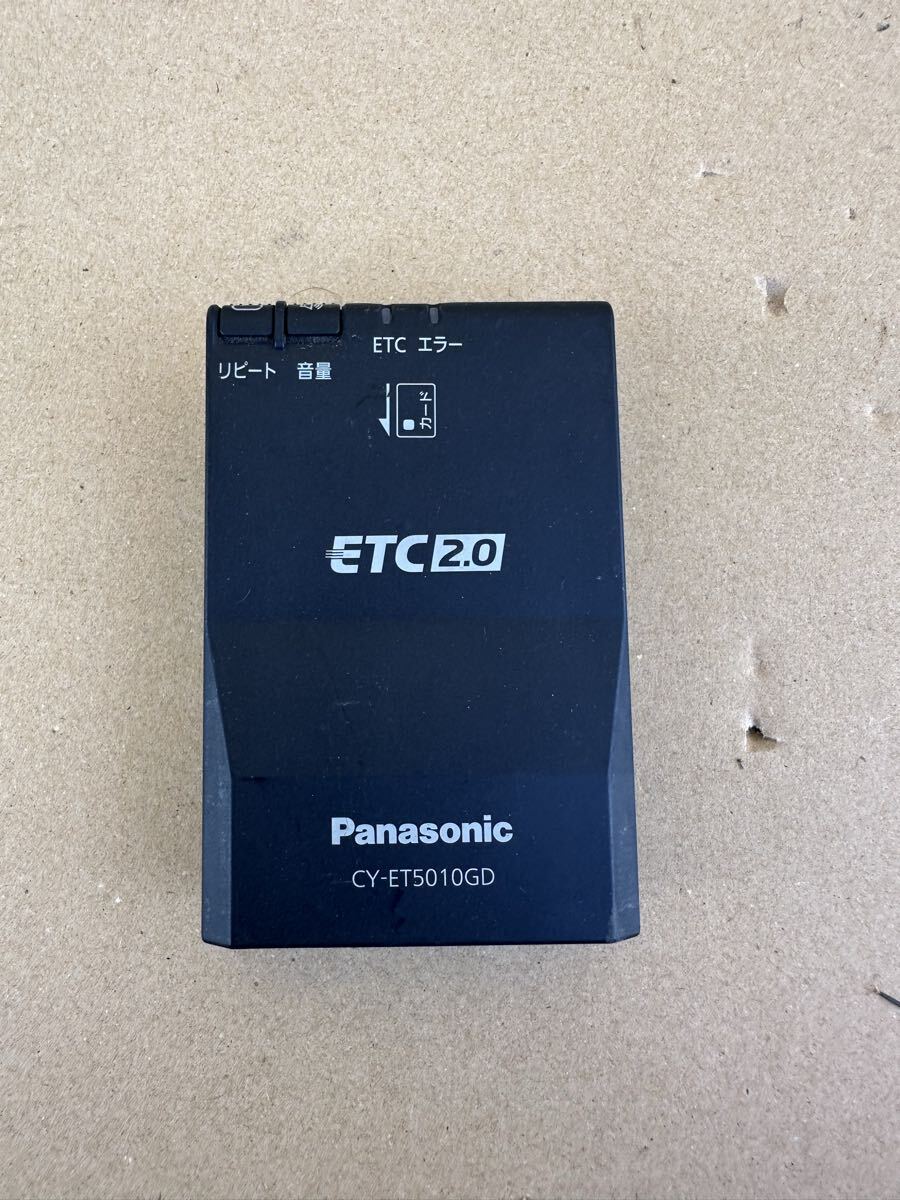 ETC エラー
リピート 音量
カード
ETC 2.0
Panasonic
CY-ET5010GD